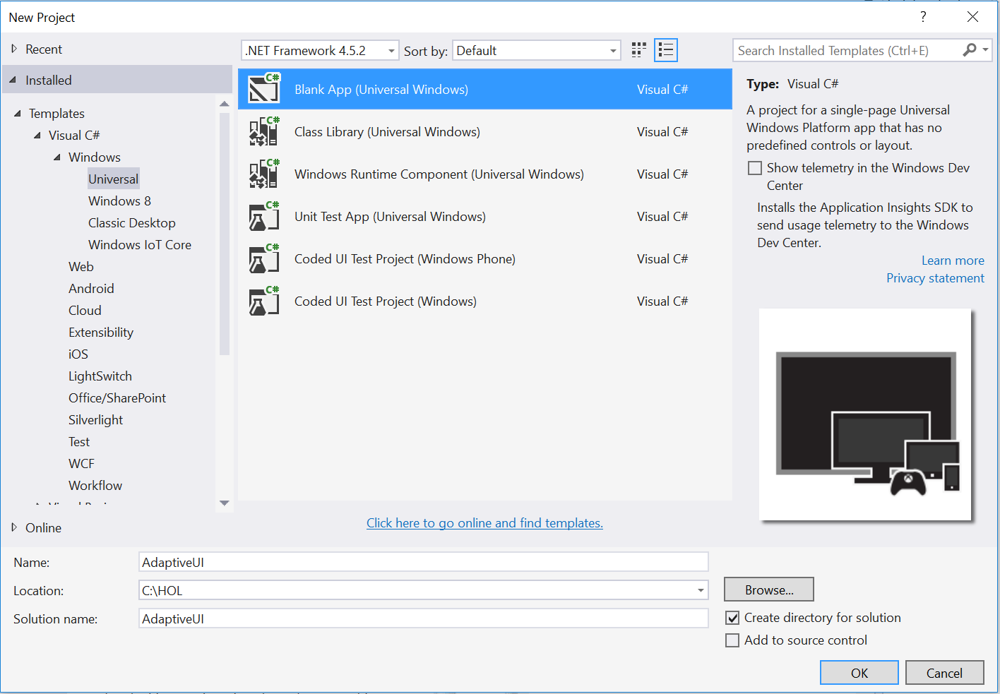 New Project
?
Recent
.NET Framework 4.5.2
Sort by:
Default
Search Installed Templates (Ctrl+E)
Installed
Templates
Visual C#
Windows
Universal
Windows 8
Classic Desktop
Windows IoT Core
Web
Android
Cloud
Extensibility
iOS
LightSwitch
Office/SharePoint
Silverlight
Test
WCF
Workflow
Online
C# Blank App (Universal Windows) Visual C#
C# Class Library (Universal Windows) Visual C#
C# Windows Runtime Component (Universal Windows) Visual C#
C# Unit Test App (Universal Windows) Visual C#
C# Coded UI Test Project (Windows Phone) Visual C#
C# Coded UI Test Project (Windows) Visual C#
Click here to go online and find templates.
Type: Visual C#
A project for a single-page Universal
Windows Platform app that has no
predefined controls or layout.
Show telemetry in the Windows Dev
Center
Installs the Application Insights SDK to
send usage telemetry to the Windows
Dev Center.
Learn more
Privacy statement
Name: AdaptiveUI
Location: C:\HOL
Browse...
Solution name: AdaptiveUI
Create directory for solution
Add to source control
OK
Cancel